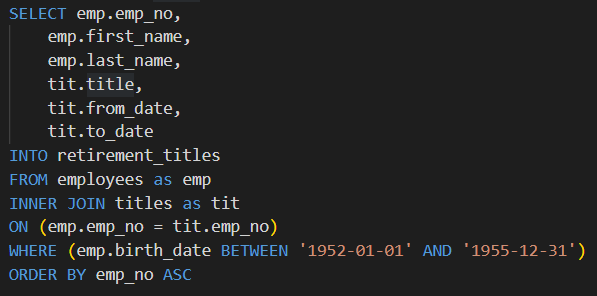 SELECT emp.emp_no,
    emp.first_name,
    emp.last_name,
    tit.title,
    tit.from_date,
    tit.to_date
INTO retirement_titles
FROM employees as emp
INNER JOIN titles as tit
ON (emp.emp_no = tit.emp_no)
WHERE (emp.birth_date BETWEEN '1952-01-01' AND '1955-12-31')
ORDER BY emp_no ASC